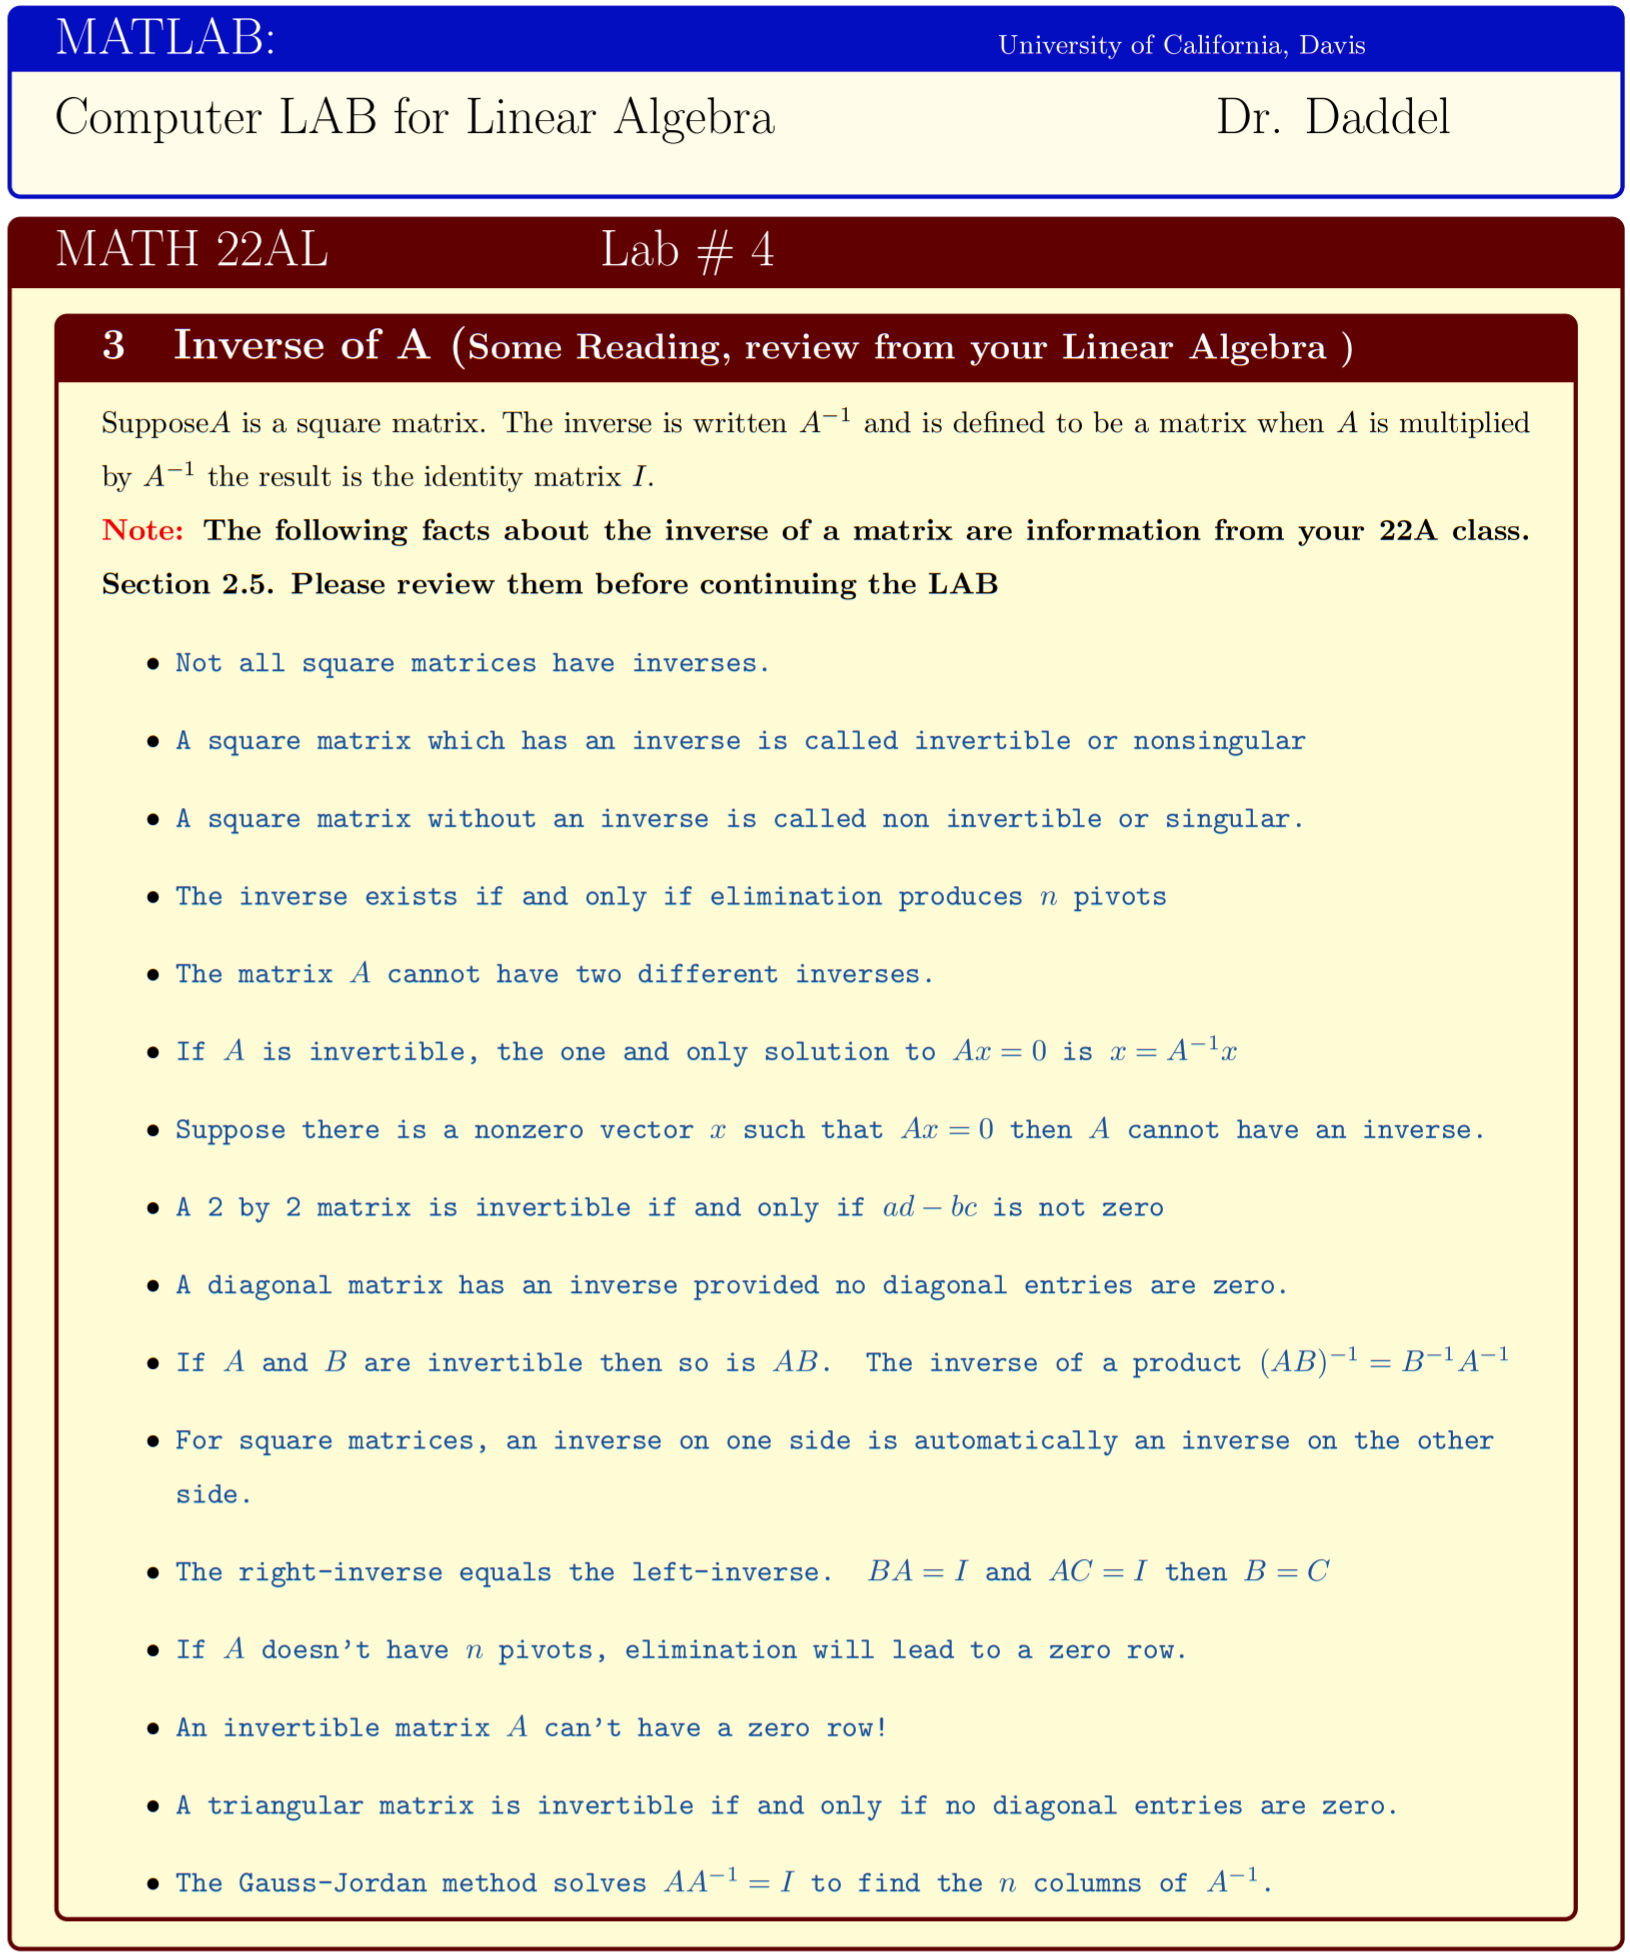 MATLAB: University of California, Davis
Computer LAB for Linear Algebra Dr. Daddel
MATH 22AL Lab # 4
3 Inverse of A (Some Reading, review from your Linear Algebra )
Suppose$A$ is a square matrix. The inverse is written $A^{-1}$ and is defined to be a matrix when $A$ is multiplied
by $A^{-1}$ the result is the identity matrix $I$.
Note: The following facts about the inverse of a matrix are information from your 22A class.
Section 2.5. Please review them before continuing the LAB
• Not all square matrices have inverses.
• A square matrix which has an inverse is called invertible or nonsingular
• A square matrix without an inverse is called non invertible or singular.
• The inverse exists if and only if elimination produces $n$ pivots
• The matrix $A$ cannot have two different inverses.
• If $A$ is invertible, the one and only solution to $Ax = 0$ is $x = A^{-1}x$
• Suppose there is a nonzero vector $x$ such that $Ax = 0$ then $A$ cannot have an inverse.
• A 2 by 2 matrix is invertible if and only if $ad - bc$ is not zero
• A diagonal matrix has an inverse provided no diagonal entries are zero.
• If $A$ and $B$ are invertible then so is $AB$. The inverse of a product $(AB)^{-1} = B^{-1}A^{-1}$
• For square matrices, an inverse on one side is automatically an inverse on the other
side.
• The right-inverse equals the left-inverse. $BA = I$ and $AC = I$ then $B = C$
• If $A$ doesn't have $n$ pivots, elimination will lead to a zero row.
• An invertible matrix $A$ can't have a zero row!
• A triangular matrix is invertible if and only if no diagonal entries are zero.
• The Gauss-Jordan method solves $AA^{-1} = I$ to find the $n$ columns of $A^{-1}$.